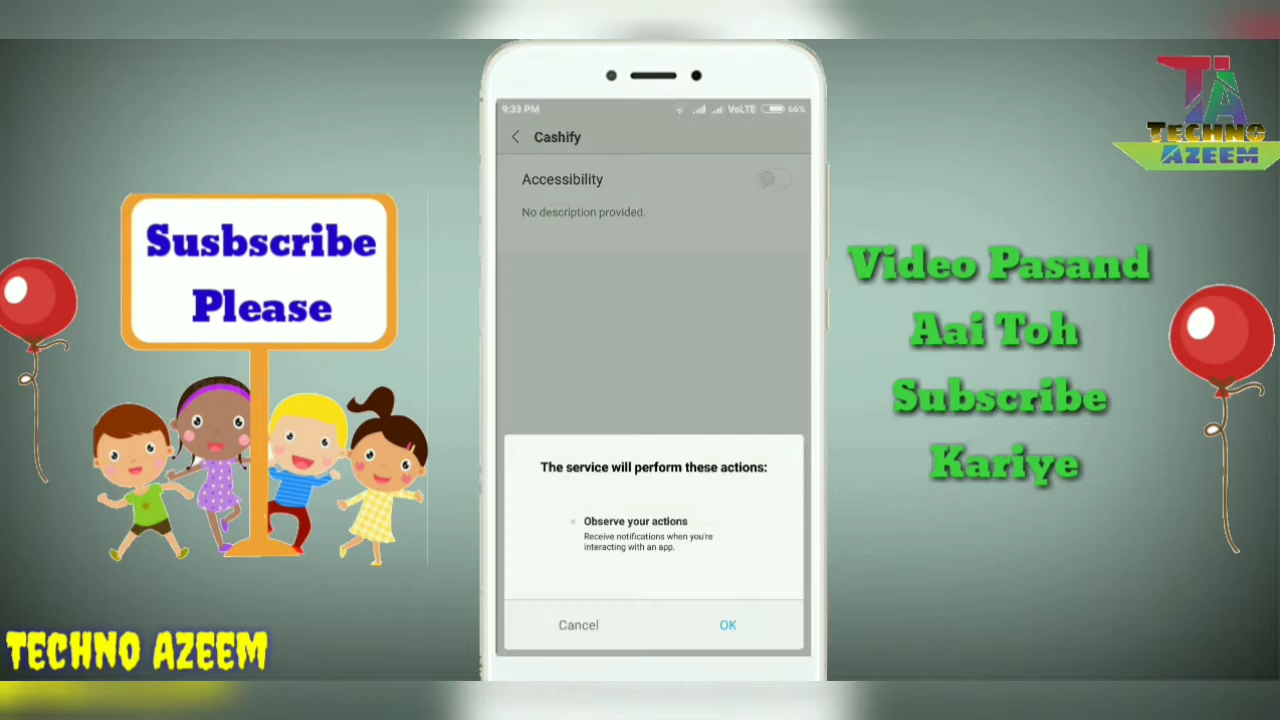 TA
TECHNO
AZEEM
Susbscribe
Please
9:33 PM
VoLTE
66%
Cashify
Accessibility
No description provided.
The service will perform these actions:
Observe your actions
Receive notifications when you're
interacting with an app.
Cancel
OK
Video Pasand
Aai Toh
Subscribe
Kariye
TECHNO AZEEM